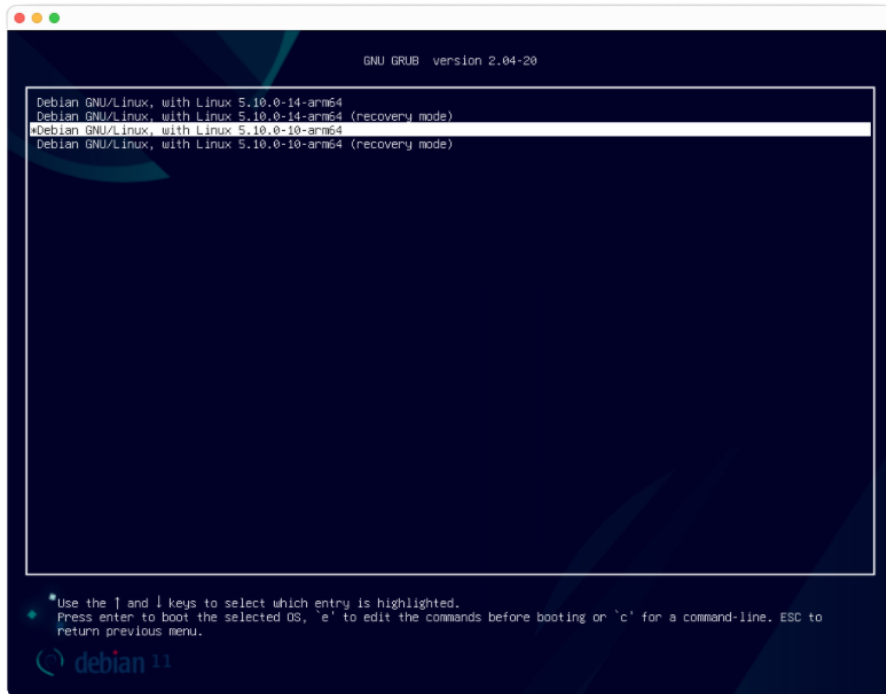 GNU GRUB version 2.04-20
Debian GNU/Linux, with Linux 5.10.0-14-arm64
Debian GNU/Linux, with Linux 5.10.0-14-arm64 (recovery mode)
*Debian GNU/Linux, with Linux 5.10.0-10-arm64
Debian GNU/Linux, with Linux 5.10.0-10-arm64 (recovery mode)
Use the ↑ and ↓ keys to select which entry is highlighted.
Press enter to boot the selected OS, `e' to edit the commands before booting or `c' for a command-line. ESC to
return previous menu.
debian 11